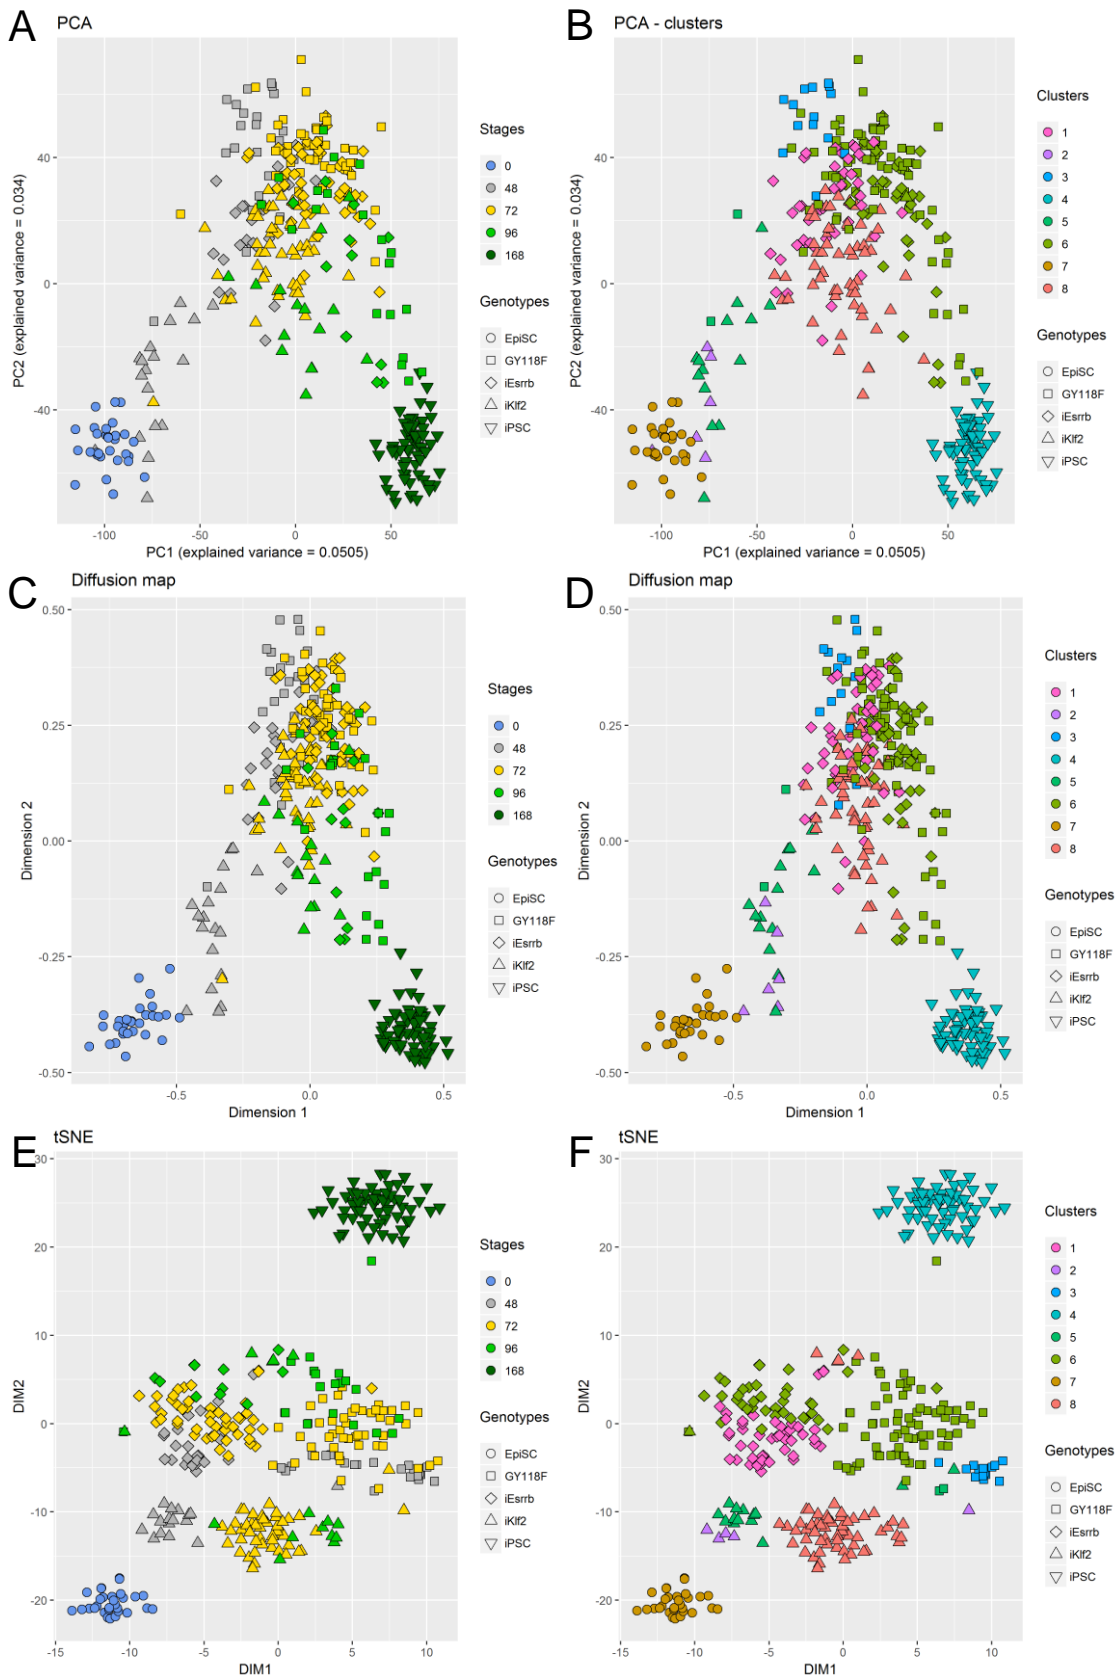 A
PCA
40
0
-40
-100
-50
0
50
PC1 (explained variance = 0.0505)
PC2 (explained variance = 0.034)
Stages
0
48
72
96
168
Genotypes
EpiSC
GY118F
iEsrrb
iKlf2
iPSC
B
PCA - clusters
40
0
-40
-100
-50
0
50
PC1 (explained variance = 0.0505)
PC2 (explained variance = 0.034)
Clusters
1
2
3
4
5
6
7
8
Genotypes
EpiSC
GY118F
iEsrrb
iKlf2
iPSC
C
Diffusion map
0.50
0.25
0.00
-0.25
-0.50
-0.5
0.0
0.5
Dimension 1
Dimension 2
Stages
0
48
72
96
168
Genotypes
EpiSC
GY118F
iEsrrb
iKlf2
iPSC
D
Diffusion map
0.50
0.25
0.00
-0.25
-0.50
-0.5
0.0
0.5
Dimension 1
Dimension 2
Clusters
1
2
3
4
5
6
7
8
Genotypes
EpiSC
GY118F
iEsrrb
iKlf2
iPSC
E
tSNE
30
20
10
0
-10
-20
-15
-10
-5
0
5
10
DIM1
DIM2
Stages
0
48
72
96
168
Genotypes
EpiSC
GY118F
iEsrrb
iKlf2
iPSC
F
tSNE
30
20
10
0
-10
-20
-15
-10
-5
0
5
10
DIM1
DIM2
Clusters
1
2
3
4
5
6
7
8
Genotypes
EpiSC
GY118F
iEsrrb
iKlf2
iPSC